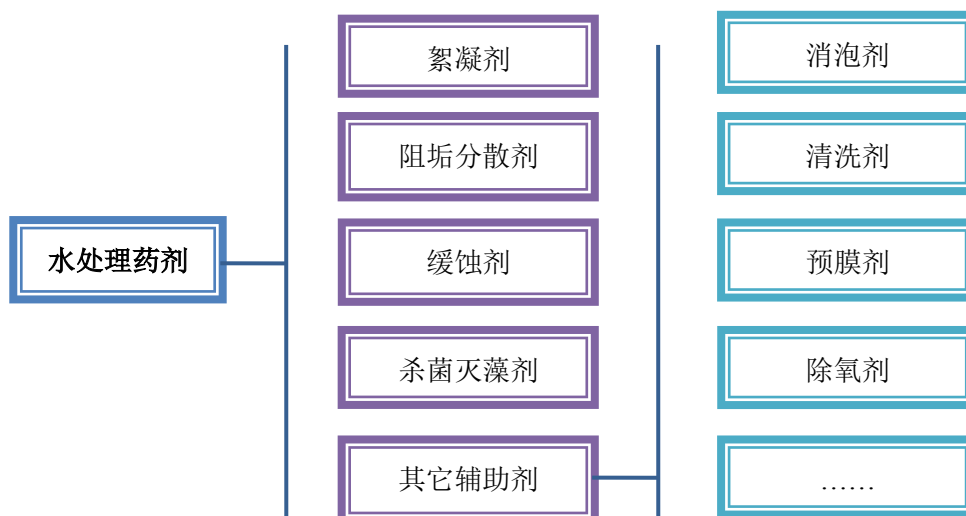 水处理药剂
絮凝剂
阻垢分散剂
缓蚀剂
杀菌灭藻剂
其它辅助剂
消泡剂
清洗剂
预膜剂
除氧剂
……